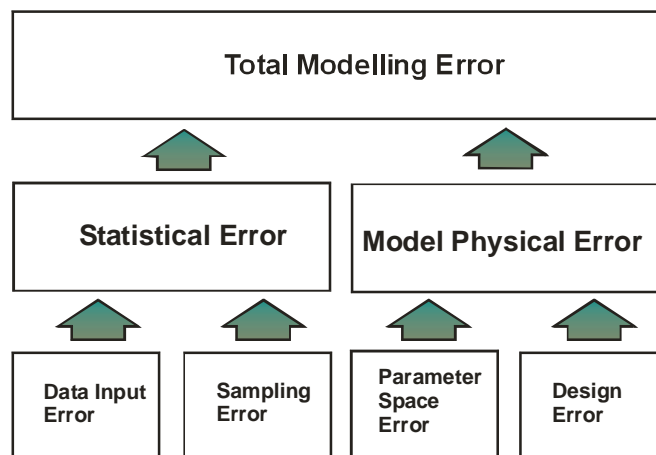 Total Modelling Error
Statistical Error
Model Physical Error
Data Input
Error
Sampling
Error
Parameter
Space
Error
Design
Error